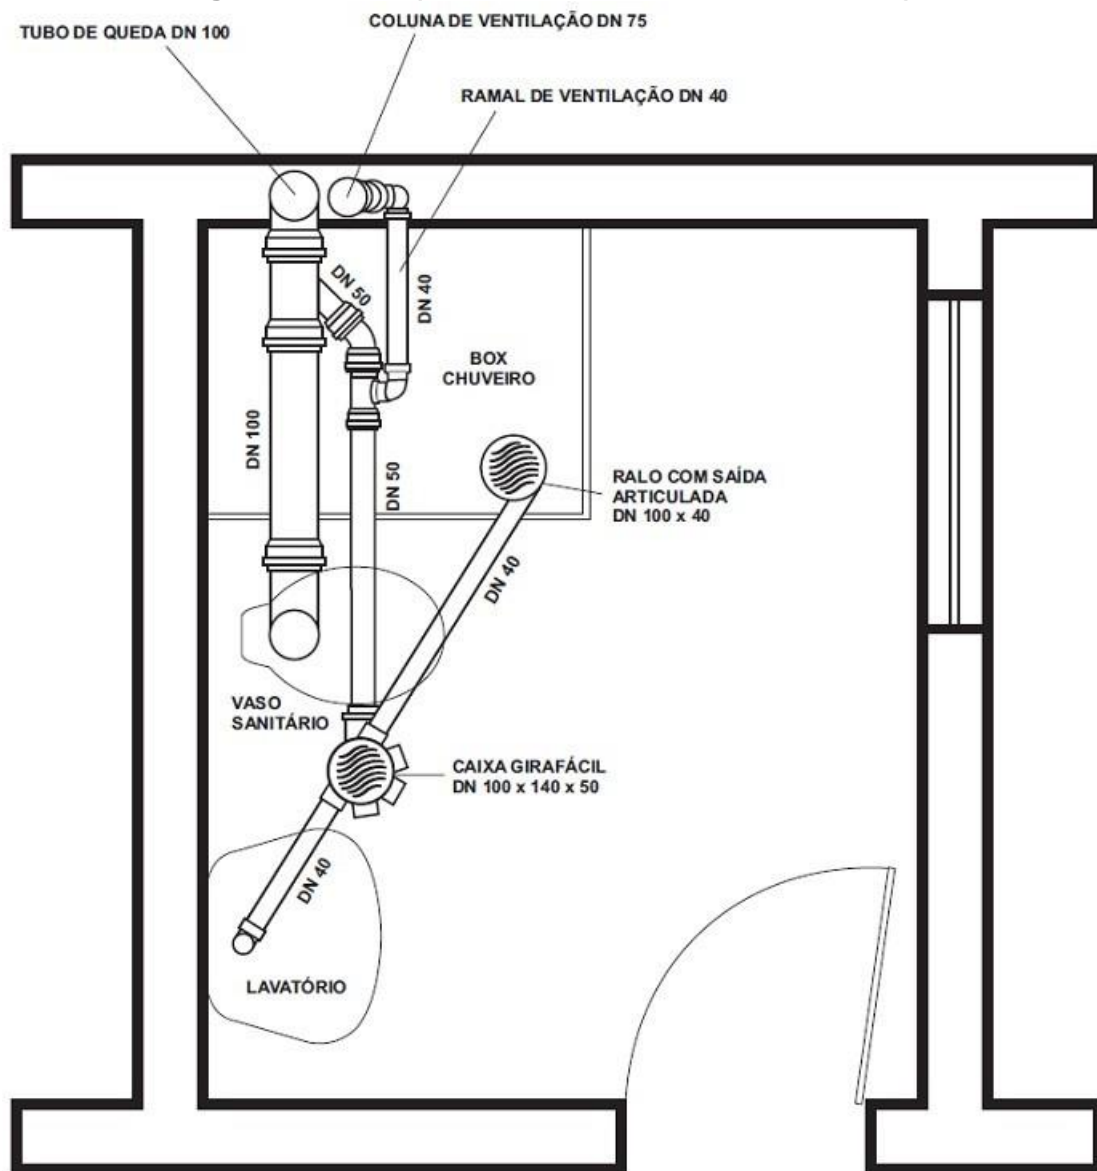 COLUNA DE VENTILAÇÃO DN 75
TUBO DE QUEDA DN 100
RAMAL DE VENTILAÇÃO DN 40
DN 50
DN 40
BOX
CHUVEIRO
DN 100
DN 50
RALO COM SAÍDA
ARTICULADA
DN 100 x 40
DN 40
VASO
SANITÁRIO
CAIXA GIRAFÁCIL
DN 100 x 140 x 50
DN 40
LAVATÓRIO